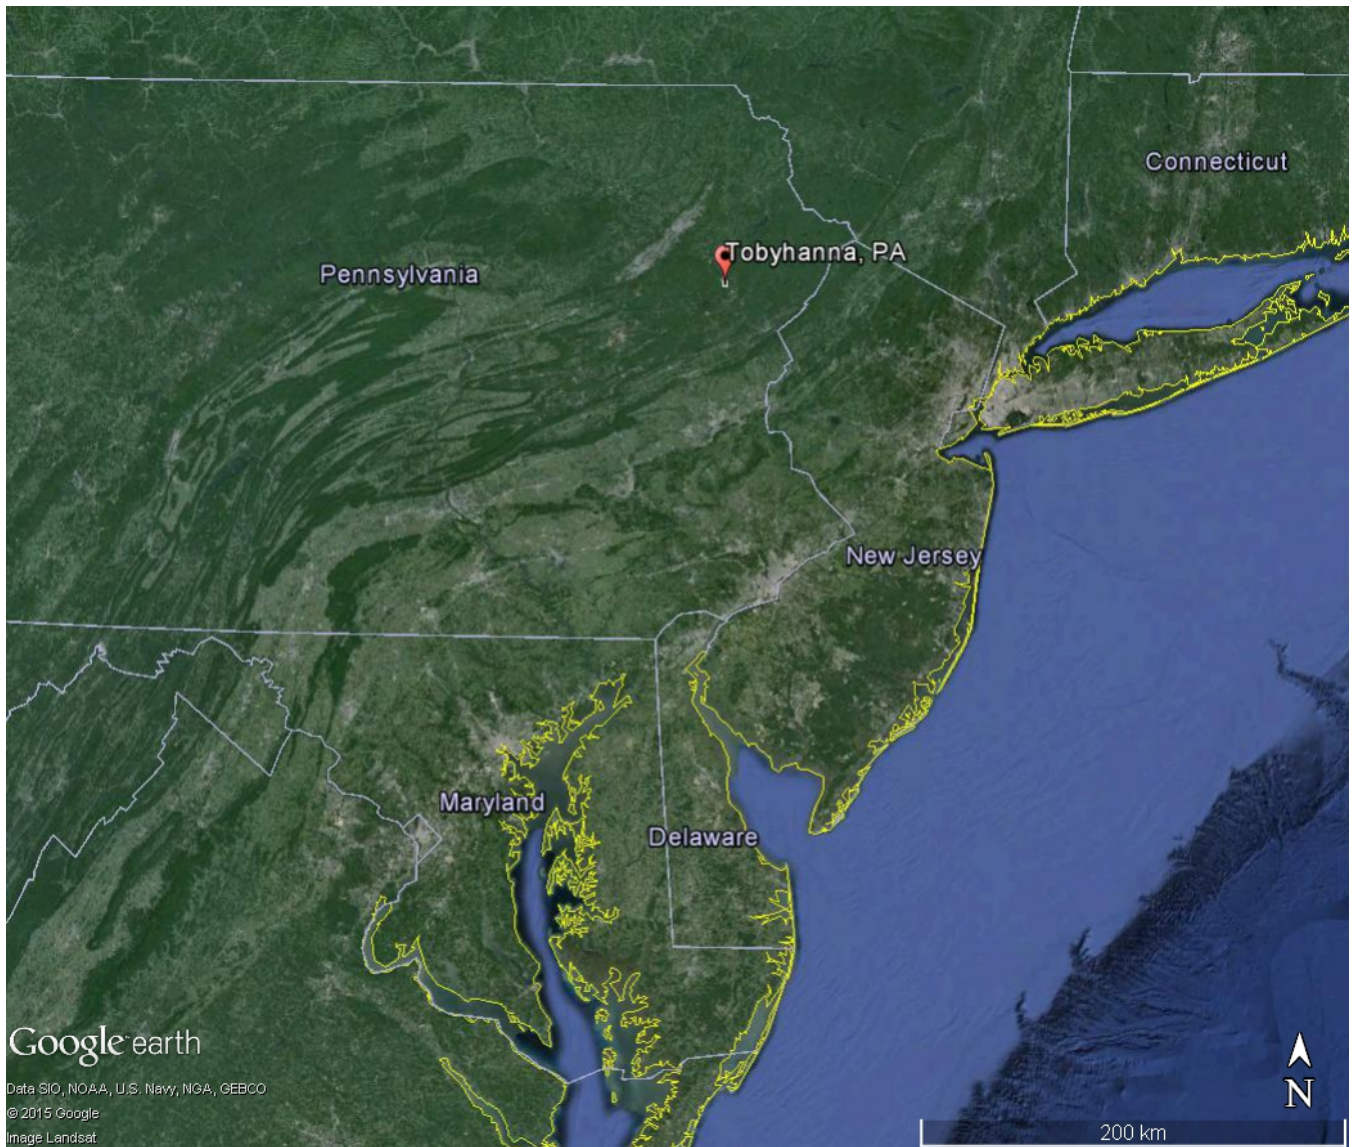 Connecticut
Tobyhanna, PA
Pennsylvania
New Jersey
Maryland
Delaware
Google earth
Data SIO, NOAA, U.S. Navy, NGA, GEBCO
© 2015 Google
Image Landsat
N
200 km